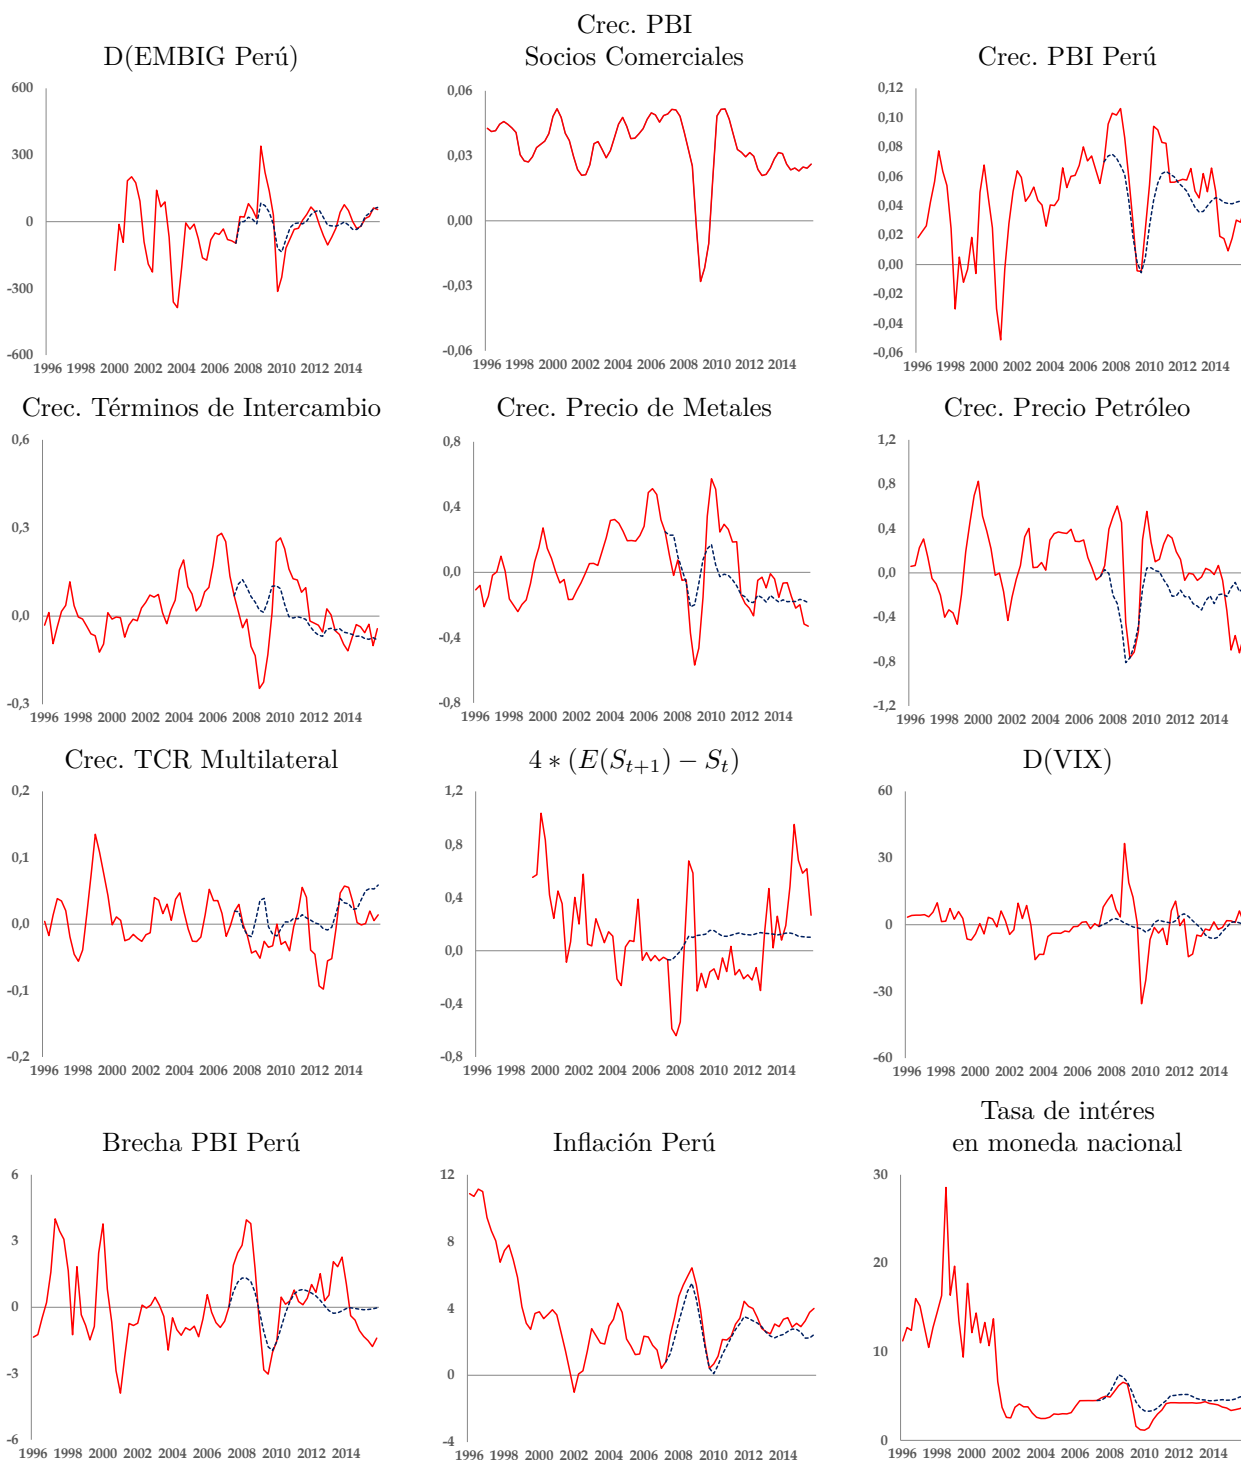 D(EMBIG Perú)
600
300
0
-300
-600
1996 1998 2000 2002 2004 2006 2008 2010 2012 2014
Crec. PBI
Socios Comerciales
0,06
0,03
0,00
-0,03
-0,06
1996 1998 2000 2002 2004 2006 2008 2010 2012 2014
Crec. PBI Perú
0,12
0,10
0,08
0,06
0,04
0,02
0,00
-0,02
-0,04
-0,06
1996 1998 2000 2002 2004 2006 2008 2010 2012 2014
Crec. Términos de Intercambio
0,6
0,3
0,0
-0,3
1996 1998 2000 2002 2004 2006 2008 2010 2012 2014
Crec. Precio de Metales
0,8
0,4
0,0
-0,4
-0,8
1996 1998 2000 2002 2004 2006 2008 2010 2012 2014
Crec. Precio Petróleo
1,2
0,8
0,4
0,0
-0,4
-0,8
-1,2
1996 1998 2000 2002 2004 2006 2008 2010 2012 2014
Crec. TCR Multilateral
0,2
0,1
0,0
-0,1
-0,2
1996 1998 2000 2002 2004 2006 2008 2010 2012 2014
4 ∗ (E(S_{t+1}) − S_t)
1,2
0,8
0,4
0,0
-0,4
-0,8
1996 1998 2000 2002 2004 2006 2008 2010 2012 2014
D(VIX)
60
30
0
-30
-60
1996 1998 2000 2002 2004 2006 2008 2010 2012 2014
Brecha PBI Perú
6
3
0
-3
-6
1996 1998 2000 2002 2004 2006 2008 2010 2012 2014
Inflación Perú
12
8
4
0
-4
1996 1998 2000 2002 2004 2006 2008 2010 2012 2014
Tasa de intéres
en moneda nacional
30
20
10
0
1996 1998 2000 2002 2004 2006 2008 2010 2012 2014